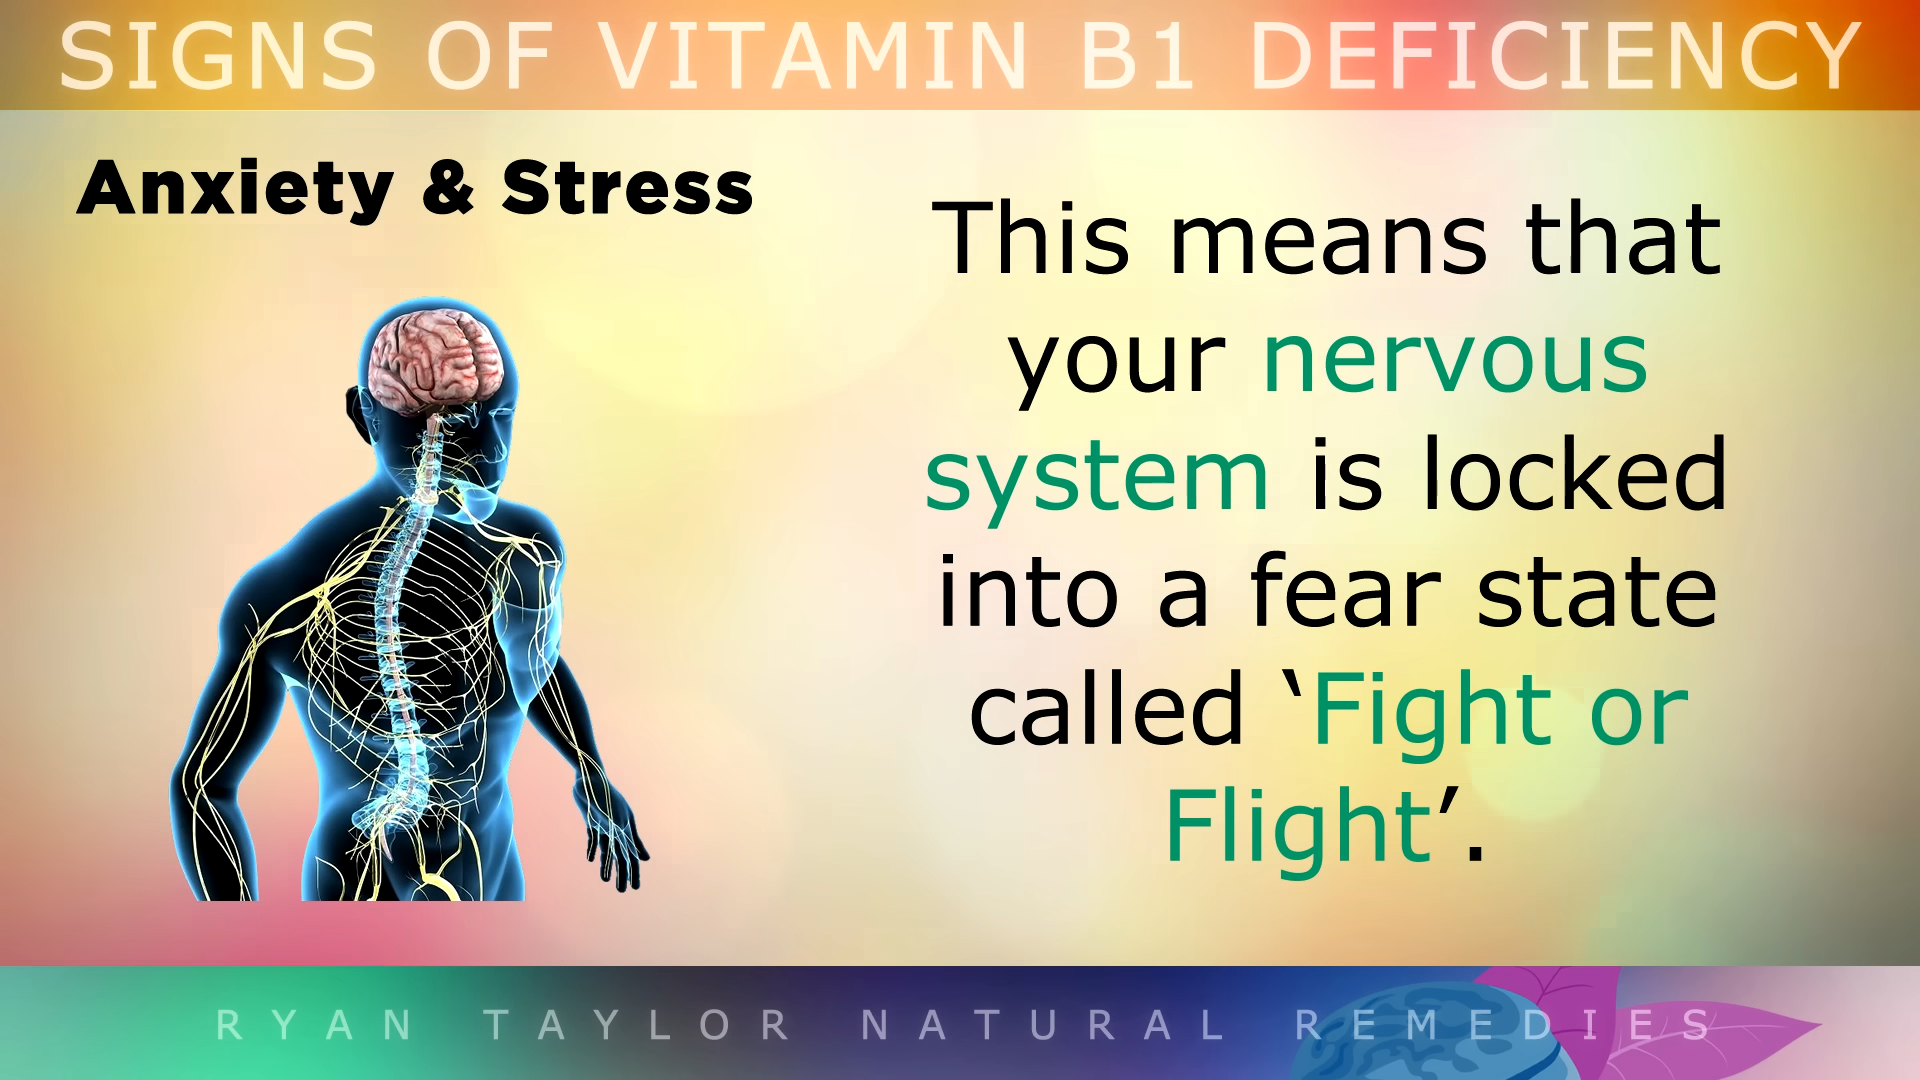 SIGNS OF VITAMIN B1 DEFICIENCY
Anxiety & Stress
This means that
your nervous
system is locked
into a fear state
called ‘Fight or
Flight’.
RYAN TAYLOR NATURAL REMEDIES